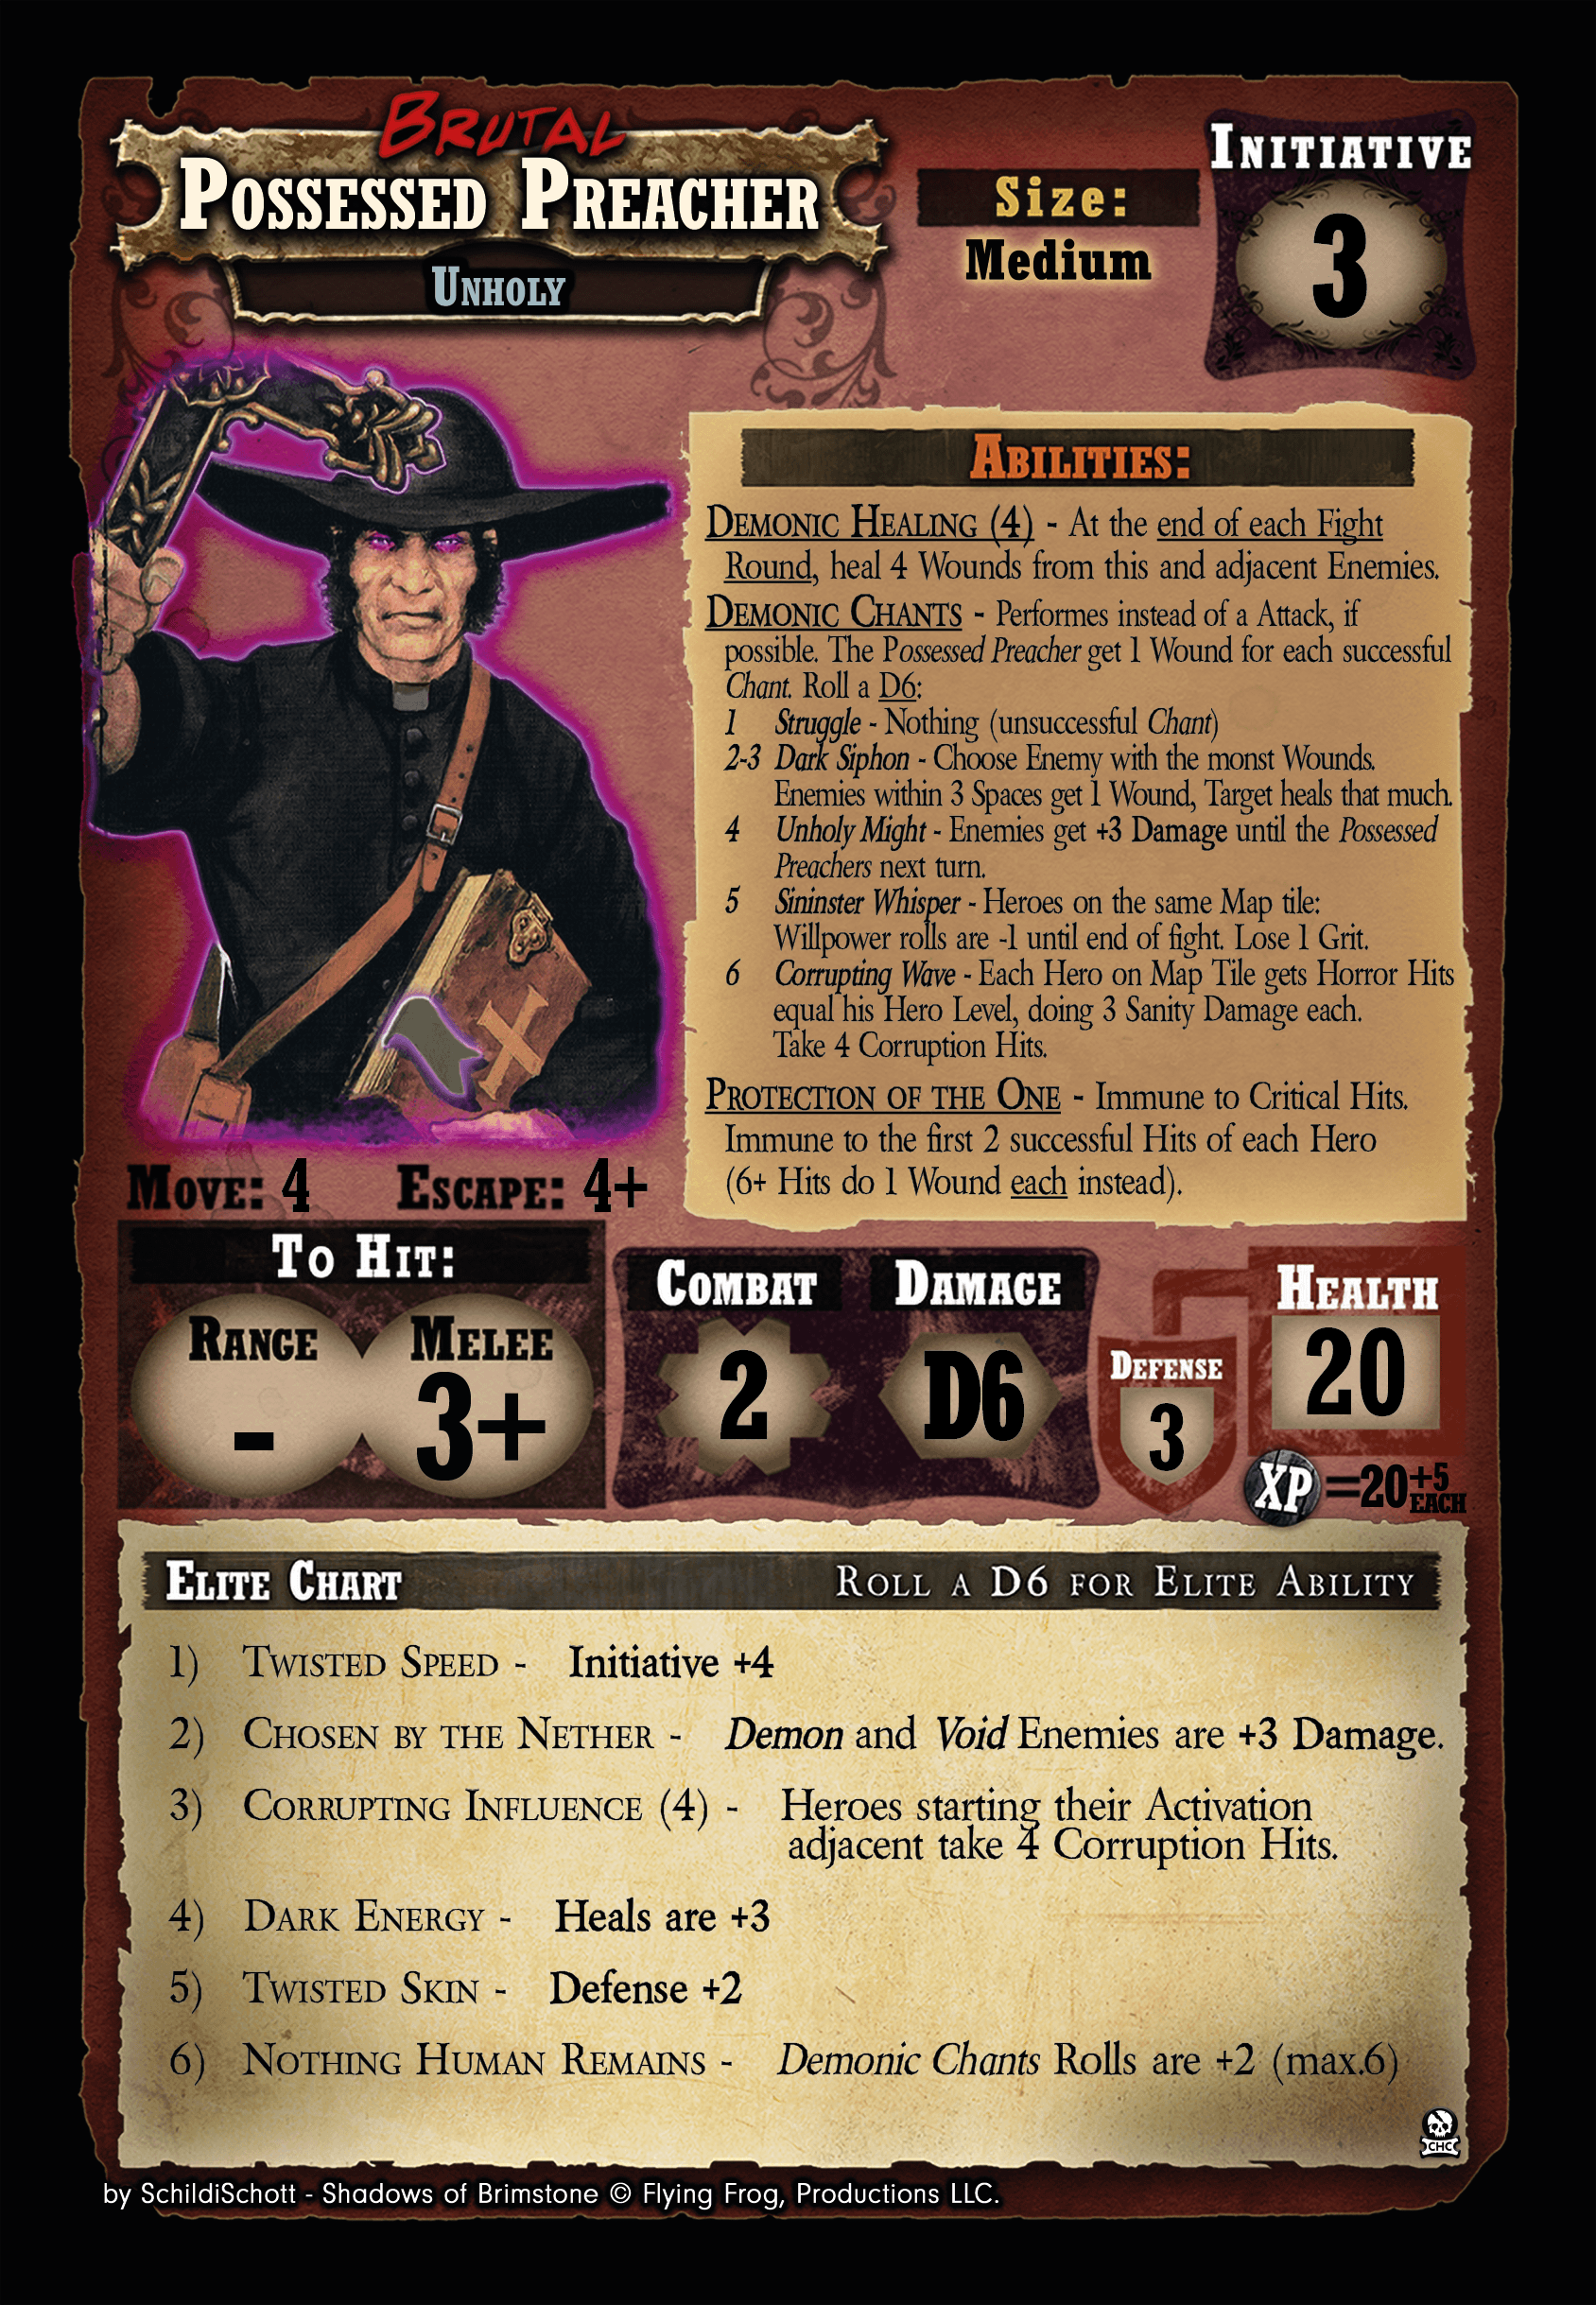 Brutal
Possessed Preacher
Unholy
Size:
Medium
Initiative
3
Abilities:
Demonic Healing (4) - At the end of each Fight
Round, heal 4 Wounds from this and adjacent Enemies.
Demonic Chants - Performes instead of a Attack, if
possible. The Possessed Preacher get 1 Wound for each successful
Chant. Roll a D6:
1 Struggle - Nothing (unsuccessful Chant)
2-3 Dark Siphon - Choose Enemy with the monst Wounds.
Enemies within 3 Spaces get 1 Wound, Target heals that much.
4 Unholy Might - Enemies get +3 Damage until the Possessed
Preachers next turn.
5 Sininster Whisper - Heroes on the same Map tile:
Willpower rolls are -1 until end of fight. Lose 1 Grit.
6 Corrupting Wave - Each Hero on Map Tile gets Horror Hits
equal his Hero Level, doing 3 Sanity Damage each.
Take 4 Corruption Hits.
Protection of the One - Immune to Critical Hits.
Immune to the first 2 successful Hits of each Hero
(6+ Hits do 1 Wound each instead).
Move: 4 Escape: 4+
To Hit:
Range
-
Melee
3+
Combat
2
Damage
D6
Defense
3
Health
20
XP =20 +5 EACH
Elite Chart Roll a D6 for Elite Ability
1) Twisted Speed - Initiative +4
2) Chosen by the Nether - Demon and Void Enemies are +3 Damage.
3) Corrupting Influence (4) - Heroes starting their Activation
adjacent take 4 Corruption Hits.
4) Dark Energy - Heals are +3
5) Twisted Skin - Defense +2
6) Nothing Human Remains - Demonic Chants Rolls are +2 (max.6)
CHC
by SchildiSchott - Shadows of Brimstone © Flying Frog, Productions LLC.